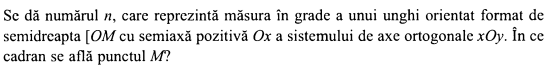 Se dă numărul n, care reprezintă măsura în grade a unui unghi orientat format de
semidreapta [OM cu semiaxă pozitivă Ox a sistemului de axe ortogonale xOy. În ce
cadran se află punctul M?